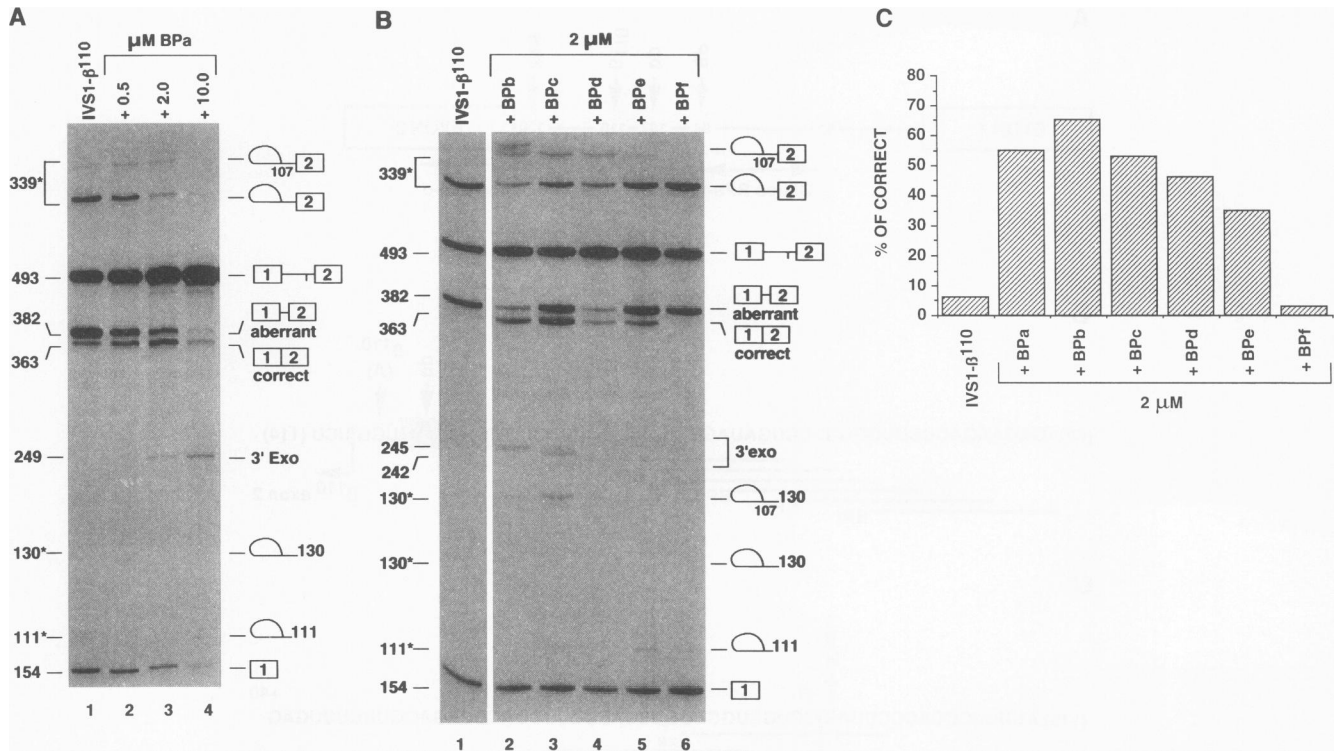 A
µM BPa
IVS1-β110
+ 0.5
+ 2.0
+ 10.0
339*
493
382
363
249
130*
111*
154
107
2
2
1
2
1
2
aberrant
1
2
correct
3' Exo
130
111
1
1
2
3
4
B
2 µM
IVS1-β110
+ BPb
+ BPc
+ BPd
+ BPe
+ BPf
339*
493
382
363
245
242
130*
130*
111*
154
107
2
2
1
2
1
2
aberrant
1
2
correct
3'exo
130
107
130
111
1
1
2
3
4
5
6
C
% OF CORRECT
80
70
60
50
40
30
20
10
0
IVS1-ß110
+ BPa
+ BPb
+ BPc
+ BPd
+ BPe
+ BPf
2 µM